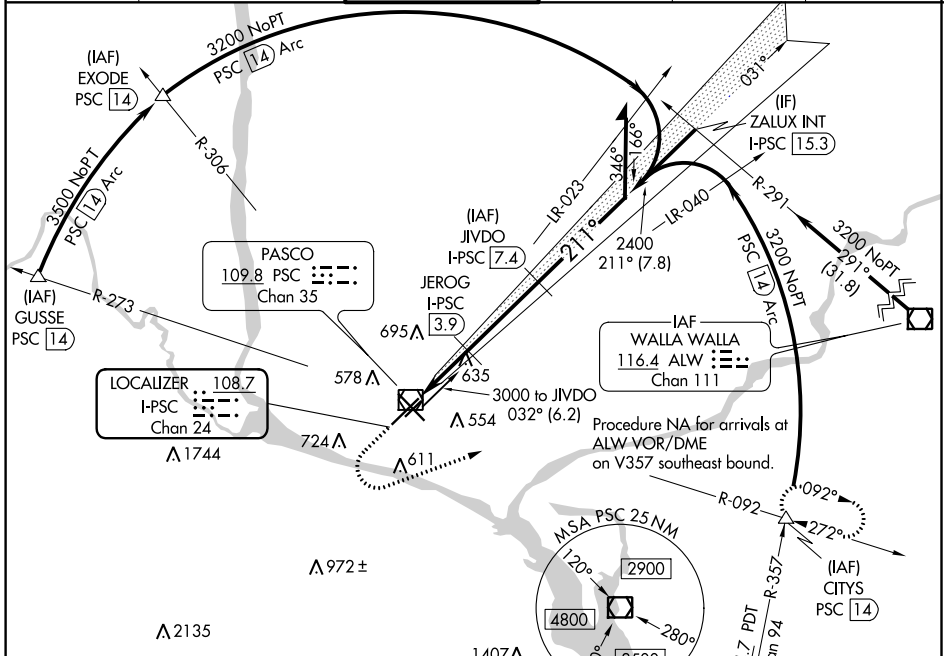 3200 NoPT
PSC 14 Arc
(IAF)
EXODE
PSC 14
R-306
3500 NoPT
PSC 14 Arc
(IAF)
GUSSE
PSC 14
R-273
031°
(IF)
ZALUX INT
I-PSC 15.3
346°
166°
LR-023
LR-040
R-291
3200 NoPT
291°
(31.8)
2400
211° (7.8)
211°
3200 NoPT
PSC 14 Arc
(IAF)
JIVDO
I-PSC 7.4
JEROG
I-PSC
3.9
PASCO
109.8 PSC
Chan 35
695
578
635
IAF
WALLA WALLA
116.4 ALW
Chan 111
LOCALIZER 108.7
I-PSC
Chan 24
3000 to JIVDO
032° (6.2)
554
724
611
1744
Procedure NA for arrivals at
ALW VOR/DME
on V357 southeast bound.
R-092
092°
272°
(IAF)
CITYS
PSC 14
R-357
.7 PDT
an 94
MSA PSC 25 NM
120°
2900
4800
280°
0°
972 ±
2135
1407